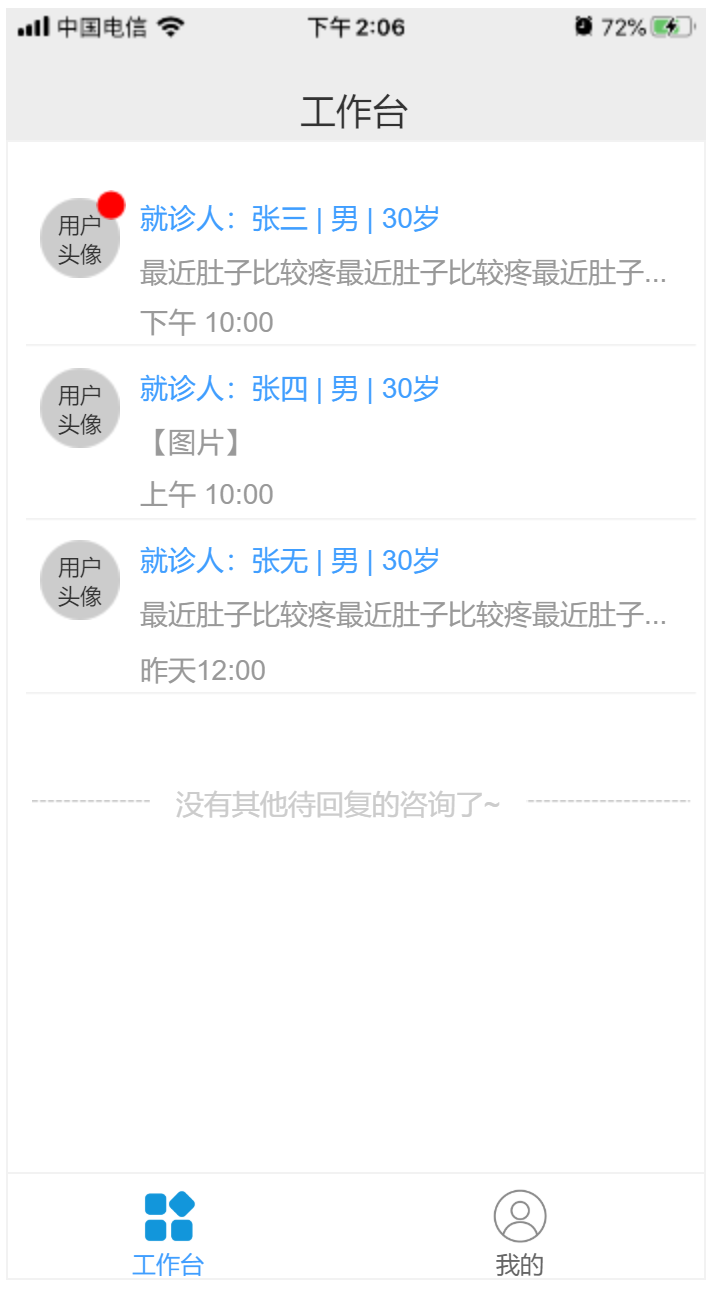 中国电信 下午2:06 72%
工作台
用户
头像
就诊人：张三 | 男 | 30岁
最近肚子比较疼最近肚子比较疼最近肚子...
下午 10:00
用户
头像
就诊人：张四 | 男 | 30岁
【图片】
上午 10:00
用户
头像
就诊人：张无 | 男 | 30岁
最近肚子比较疼最近肚子比较疼最近肚子...
昨天12:00
没有其他待回复的咨询了~
工作台 我的